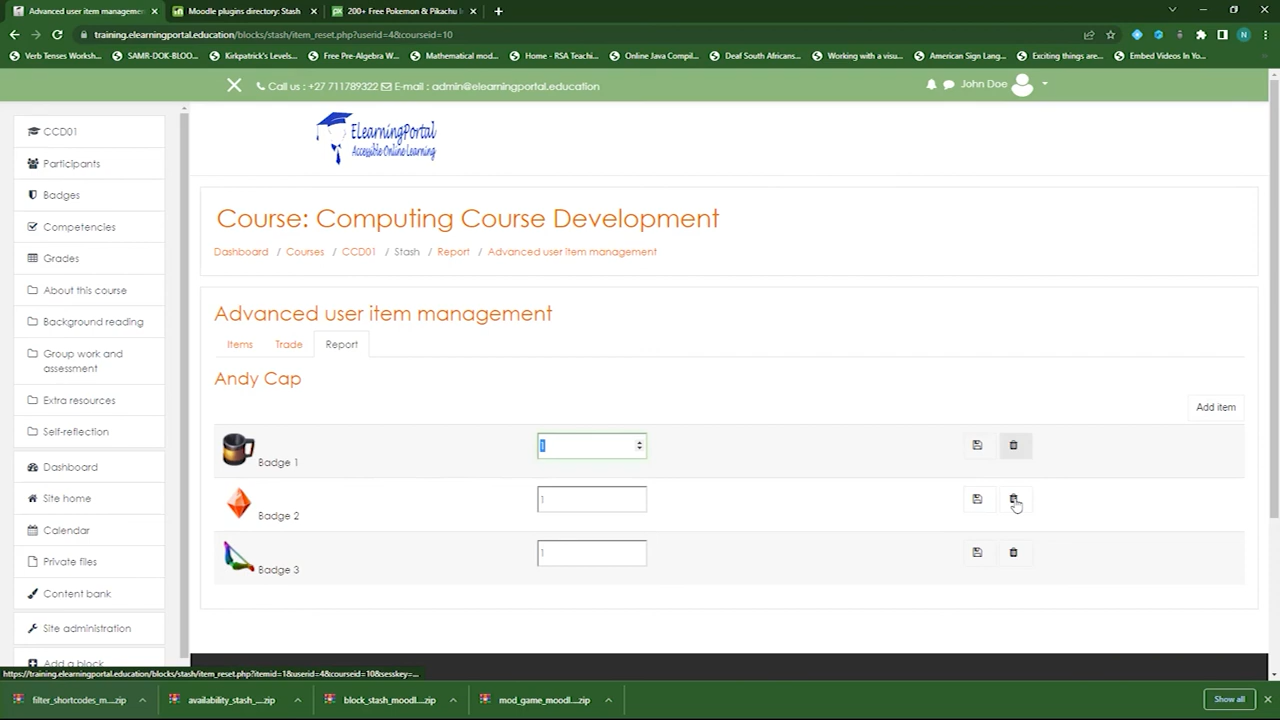 Advanced user item managemen
Moodle plugins directory: Stash
200+ Free Pokemon & Pikachu I
training.elearningportal.education/blocks/stash/item_reset.php?userid=4&courseid=10
Verb Tenses Worksh...
SAMR-DOK-BLOO...
Kirkpatrick's Levels...
Free Pre-Algebra W...
Mathematical mod...
Home - RSA Teachi...
Online Java Compil...
Deaf South Africans...
Working with a visu...
American Sign Lang...
Exciting things are...
Embed Videos In Yo...
N
Call us : +27 711789322 E-mail : admin@elearningportal.education
John Doe
ElearningPortal
Accessible Online Learning
CCD01
Participants
Badges
Competencies
Grades
About this course
Background reading
Group work and
assessment
Extra resources
Self-reflection
Dashboard
Site home
Calendar
Private files
Content bank
Site administration
Add a block
Course: Computing Course Development
Dashboard / Courses / CCD01 / Stash / Report / Advanced user item management
Advanced user item management
Items
Trade
Report
Andy Cap
Add item
Badge 1
1
Badge 2
1
Badge 3
1
https://training.elearningportal.education/blocks/stash/item_reset.php?itemid=1&userid=4&courseid=10&sesskey=...
filter_shortcodes_m....zip
availability_stash_....zip
block_stash_moodl....zip
mod_game_moodl....zip
Show all